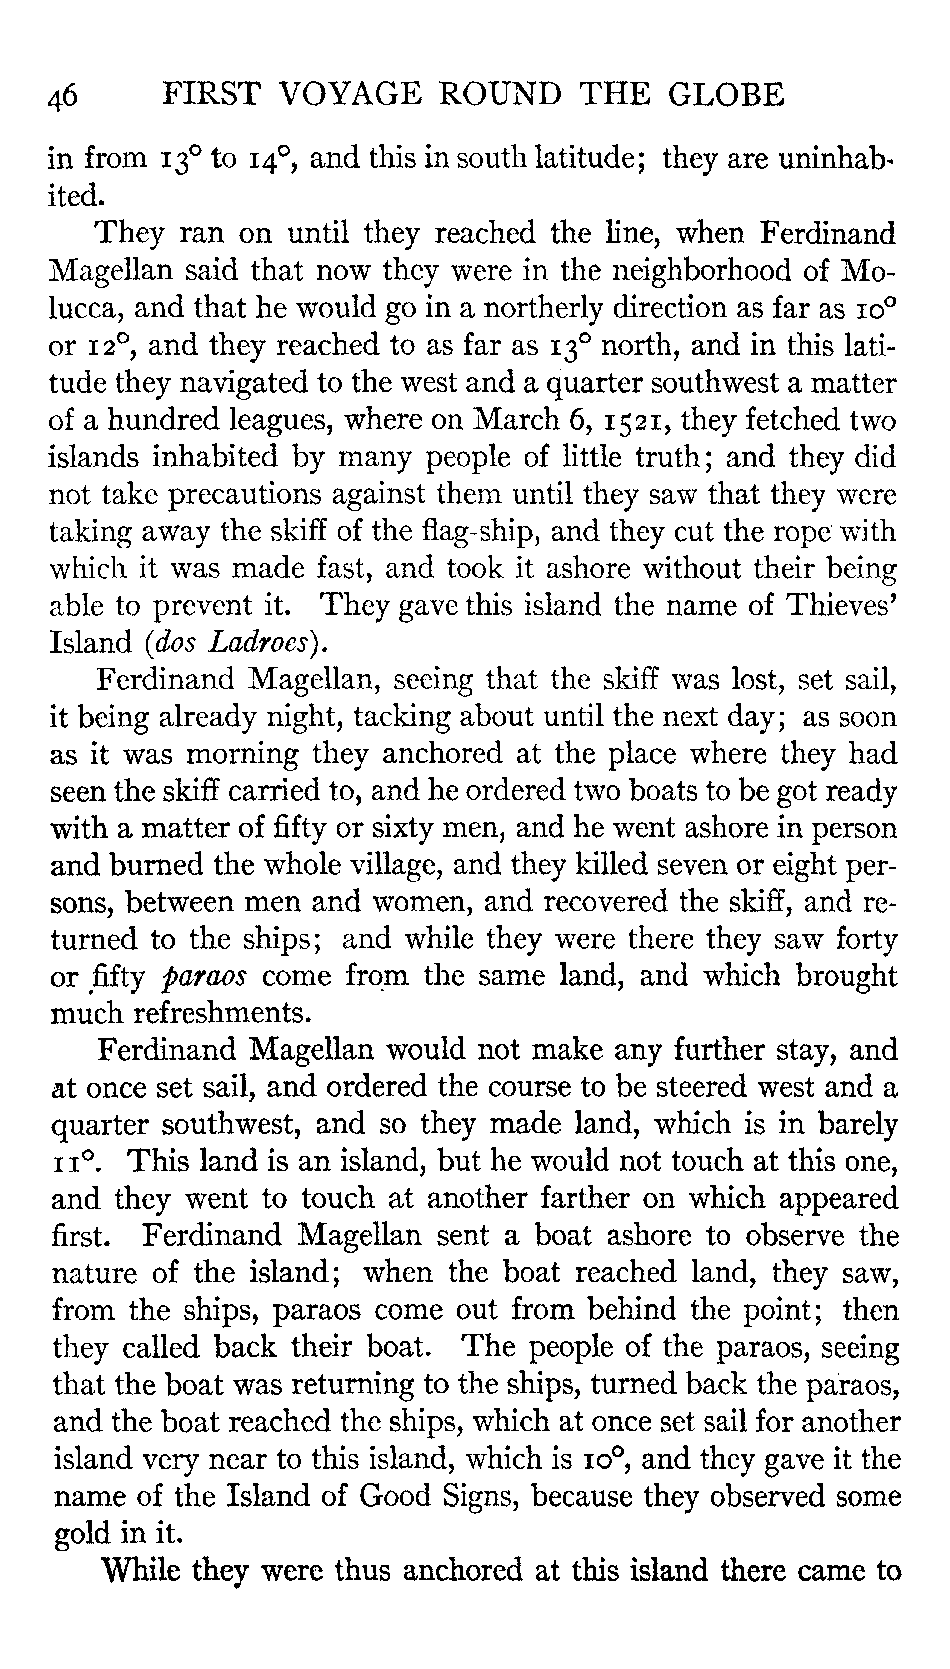 46 FIRST VOYAGE ROUND THE GLOBE
in from 13° to 14°, and this in south latitude; they are uninhab-
ited.
They ran on until they reached the line, when Ferdinand
Magellan said that now they were in the neighborhood of Mo-
lucca, and that he would go in a northerly direction as far as 10°
or 12°, and they reached to as far as 13° north, and in this lati-
tude they navigated to the west and a quarter southwest a matter
of a hundred leagues, where on March 6, 1521, they fetched two
islands inhabited by many people of little truth; and they did
not take precautions against them until they saw that they were
taking away the skiff of the flag-ship, and they cut the rope with
which it was made fast, and took it ashore without their being
able to prevent it. They gave this island the name of Thieves'
Island (dos Ladroes).
Ferdinand Magellan, seeing that the skiff was lost, set sail,
it being already night, tacking about until the next day; as soon
as it was morning they anchored at the place where they had
seen the skiff carried to, and he ordered two boats to be got ready
with a matter of fifty or sixty men, and he went ashore in person
and burned the whole village, and they killed seven or eight per-
sons, between men and women, and recovered the skiff, and re-
turned to the ships; and while they were there they saw forty
or fifty paraos come from the same land, and which brought
much refreshments.
Ferdinand Magellan would not make any further stay, and
at once set sail, and ordered the course to be steered west and a
quarter southwest, and so they made land, which is in barely
11°. This land is an island, but he would not touch at this one,
and they went to touch at another farther on which appeared
first. Ferdinand Magellan sent a boat ashore to observe the
nature of the island; when the boat reached land, they saw,
from the ships, paraos come out from behind the point; then
they called back their boat. The people of the paraos, seeing
that the boat was returning to the ships, turned back the paraos,
and the boat reached the ships, which at once set sail for another
island very near to this island, which is 10°, and they gave it the
name of the Island of Good Signs, because they observed some
gold in it.
While they were thus anchored at this island there came to